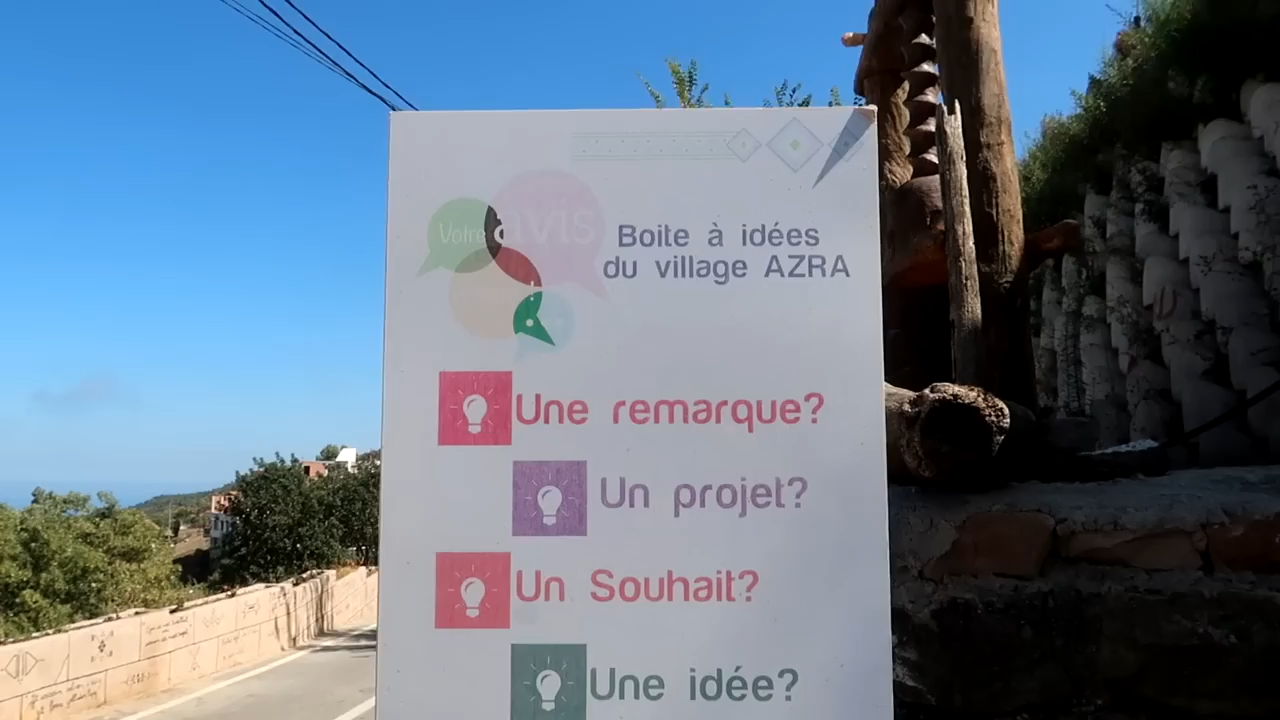 Votre avis
Boite à idées
du village AZRA
Une remarque?
Un projet?
Un Souhait?
Une idée?